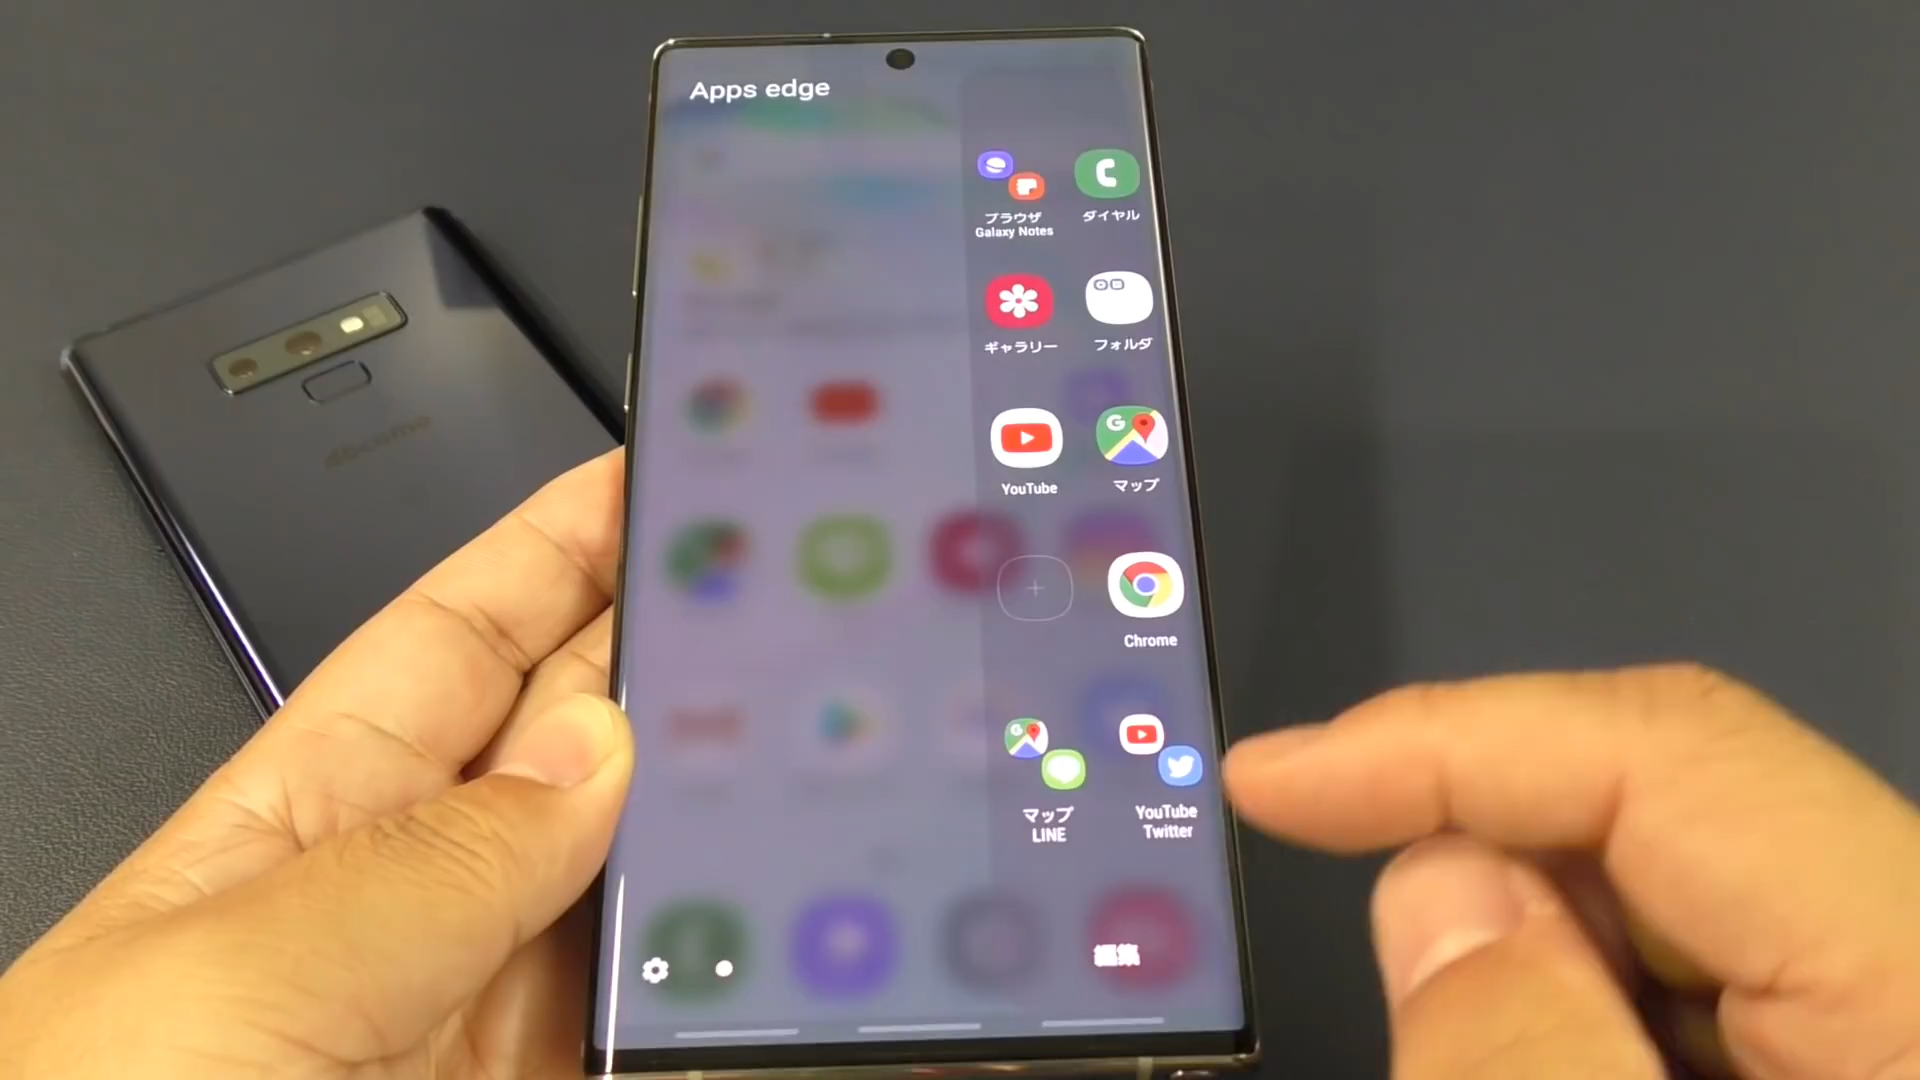 Apps edge
ブラウザ
Galaxy Notes
ダイヤル
ギャラリー
フォルダ
YouTube
マップ
Chrome
マップ
LINE
YouTube
Twitter
編集
docomo